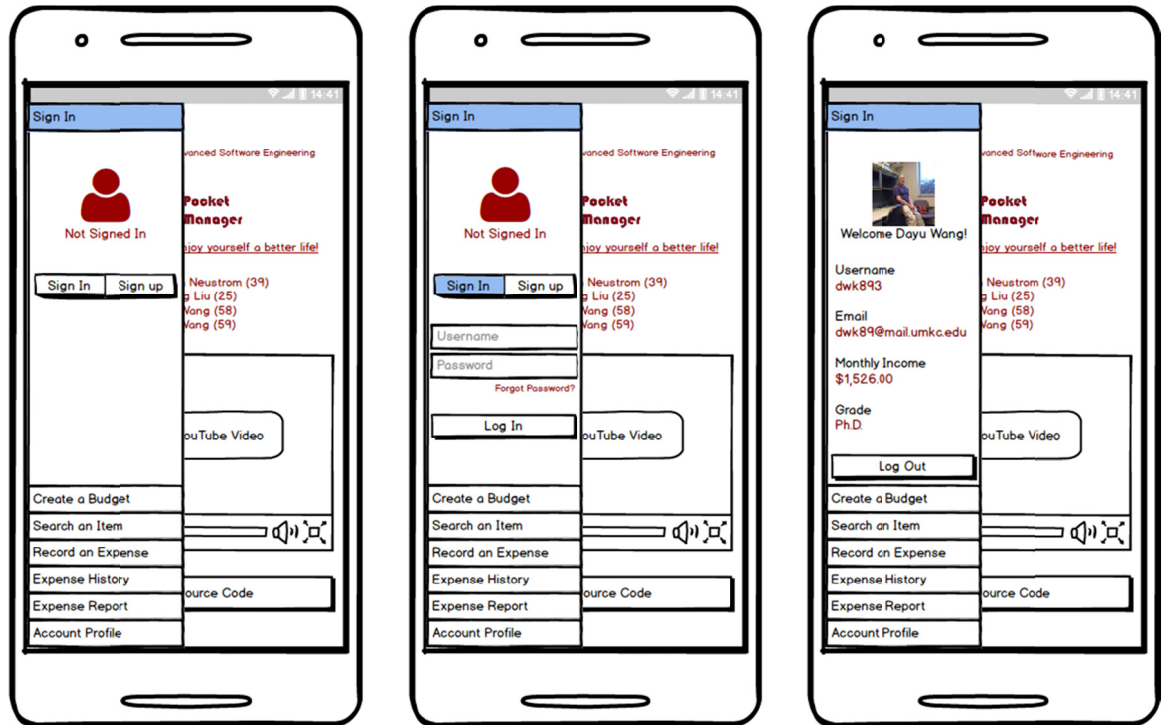 14:41
Sign In
vanced Software Engineering
Not Signed In
Pocket
Manager
njoy yourself a better life!
Sign In Sign up
Neustrom (39)
g Liu (25)
Wang (58)
Wang (59)
ouTube Video
Create a Budget
Search an Item
Record an Expense
Expense History
Expense Report
ource Code
Account Profile
14:41
Sign In
vanced Software Engineering
Not Signed In
Pocket
Manager
njoy yourself a better life!
Sign In Sign up
Neustrom (39)
g Liu (25)
Wang (58)
Wang (59)
Username
Password
Forgot Password?
Log In
ouTube Video
Create a Budget
Search an Item
Record an Expense
Expense History
Expense Report
ource Code
Account Profile
14:41
Sign In
vanced Software Engineering
Pocket
Manager
Welcome Dayu Wang!
njoy yourself a better life!
Username
dwk893
Email
dwk89@mail.umkc.edu
Monthly Income
$1,526.00
Grade
Ph.D.
Log Out
Neustrom (39)
g Liu (25)
Wang (58)
Wang (59)
ouTube Video
Create a Budget
Search an Item
Record an Expense
Expense History
Expense Report
ource Code
Account Profile